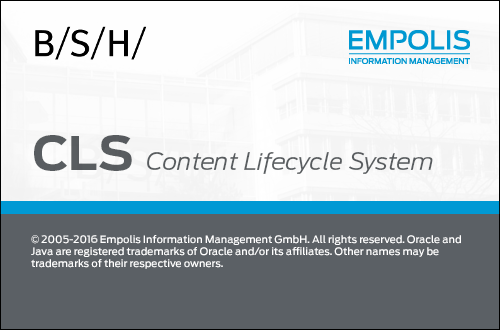 B/S/H/
EMPOLIS
INFORMATION MANAGEMENT
CLS Content Lifecycle System
© 2005-2016 Empolis Information Management GmbH. All rights reserved. Oracle and
Java are registered trademarks of Oracle and/or its affiliates. Other names may be
trademarks of their respective owners.